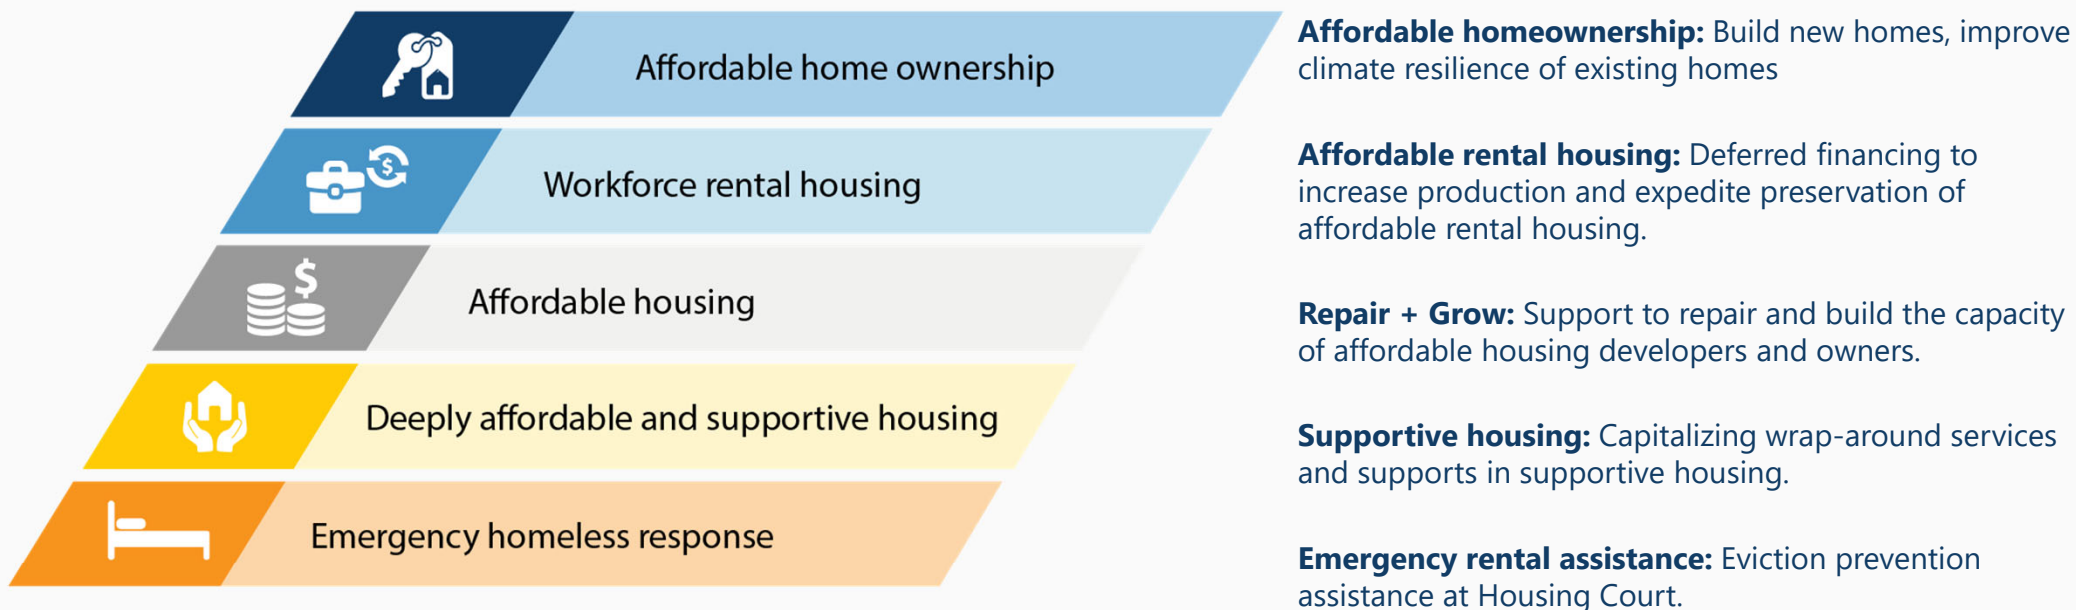 Affordable home ownership
Workforce rental housing
$
$
Affordable housing
Deeply affordable and supportive housing
Emergency homeless response
Affordable homeownership: Build new homes, improve
climate resilience of existing homes
Affordable rental housing: Deferred financing to
increase production and expedite preservation of
affordable rental housing.
Repair + Grow: Support to repair and build the capacity
of affordable housing developers and owners.
Supportive housing: Capitalizing wrap-around services
and supports in supportive housing.
Emergency rental assistance: Eviction prevention
assistance at Housing Court.